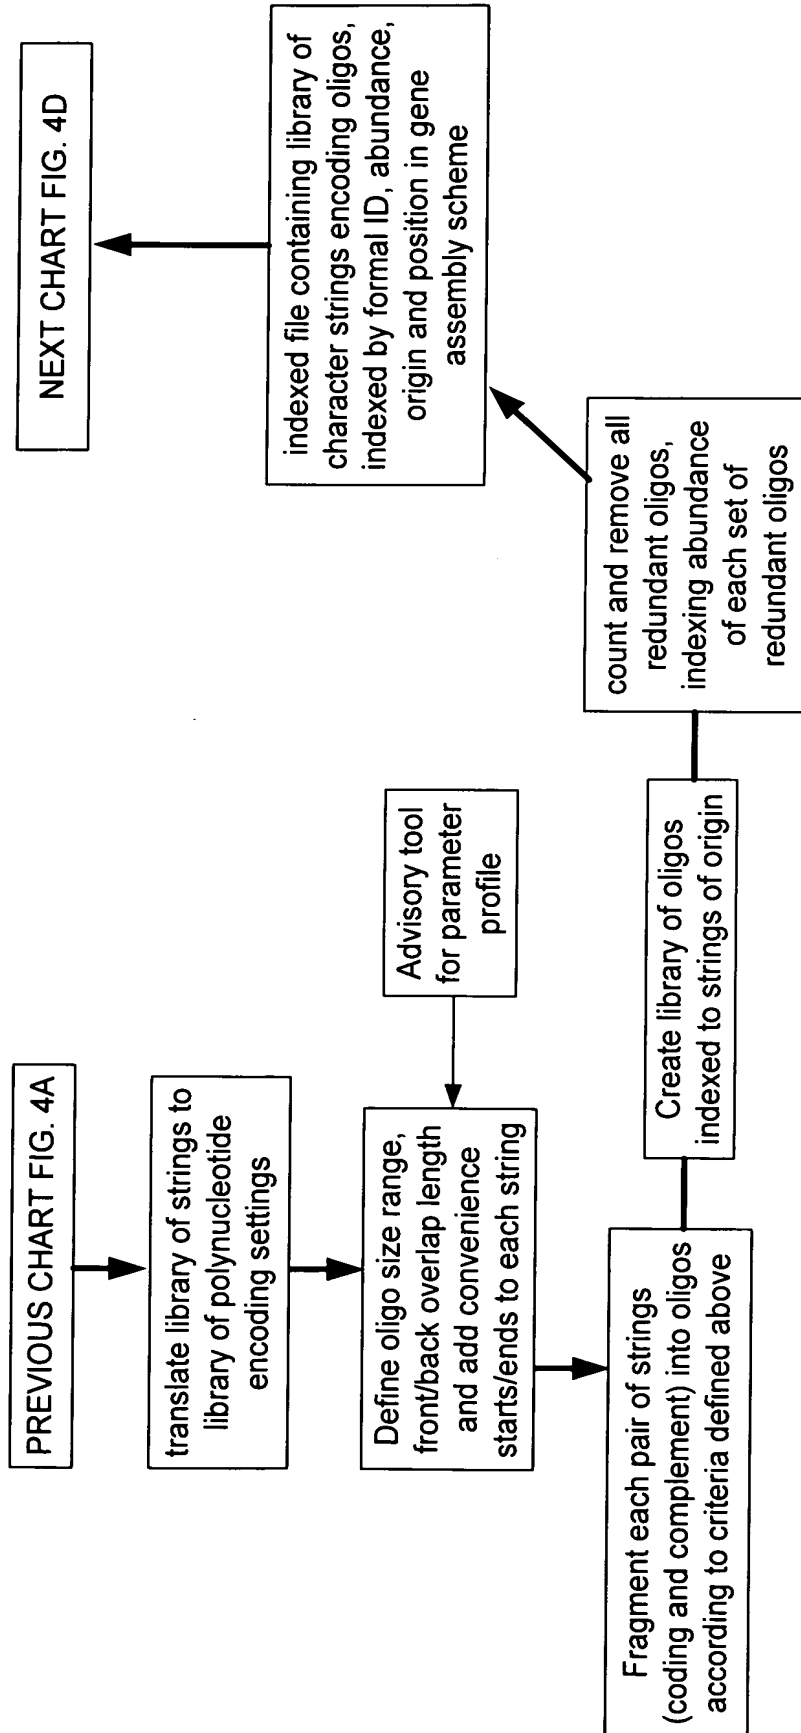 PREVIOUS CHART FIG. 4A
translate library of strings to
library of polynucleotide
encoding settings
Define oligo size range,
front/back overlap length
and add convenience
starts/ends to each string
Advisory tool
for parameter
profile
Fragment each pair of strings
(coding and complement) into oligos
according to criteria defined above
Create library of oligos
indexed to strings of origin
count and remove all
redundant oligos,
indexing abundance
of each set of
redundant oligos
indexed file containing library of
character strings encoding oligos,
indexed by formal ID, abundance,
origin and position in gene
assembly scheme
NEXT CHART FIG. 4D